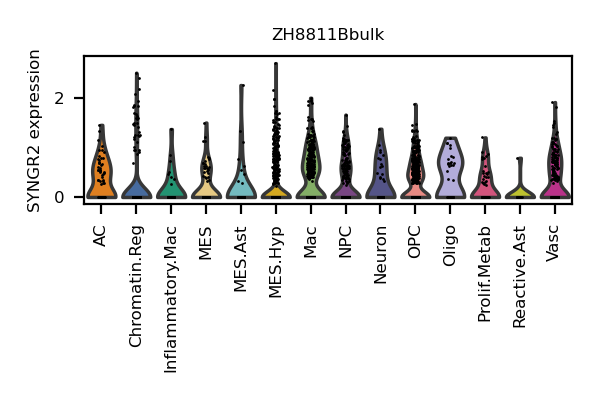 ZH8811Bbulk
SYNGR2 expression
2
0
AC
Chromatin.Reg
Inflammatory.Mac
MES
MES.Ast
MES.Hyp
Mac
NPC
Neuron
OPC
Oligo
Prolif.Metab
Reactive.Ast
Vasc